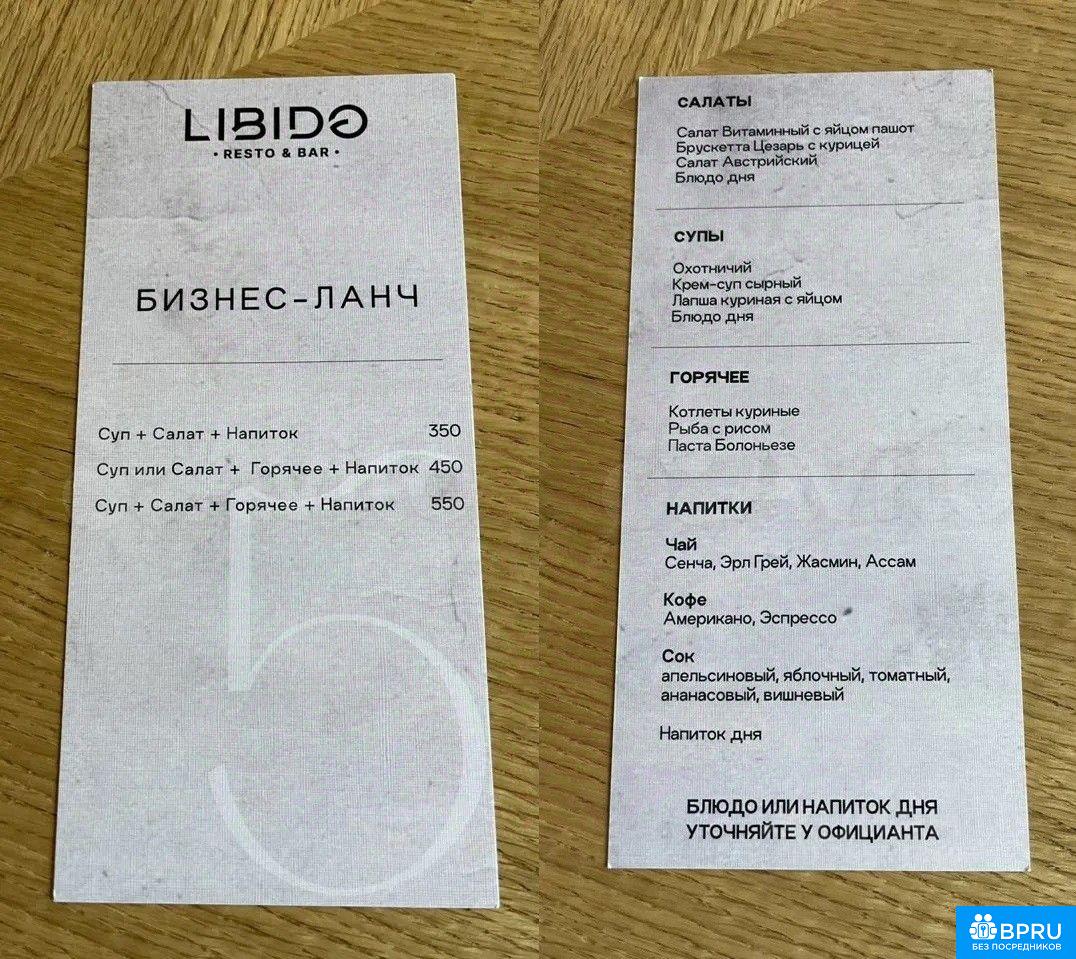 LIBIDO
• RESTO & BAR •
БИЗНЕС-ЛАНЧ
Суп + Салат + Напиток 350
Суп или Салат + Горячее + Напиток 450
Суп + Салат + Горячее + Напиток 550
15
САЛАТЫ
Салат Витаминный с яйцом пашот
Брускетта Цезарь с курицей
Салат Австрийский
Блюдо дня
СУПЫ
Охотничий
Крем-суп сырный
Лапша куриная с яйцом
Блюдо дня
ГОРЯЧЕЕ
Котлеты куриные
Рыба с рисом
Паста Болоньезе
НАПИТКИ
Чай
Сенча, Эрл Грей, Жасмин, Ассам
Кофе
Американо, Эспрессо
Сок
апельсиновый, яблочный, томатный,
ананасовый, вишневый
Напиток дня
БЛЮДО ИЛИ НАПИТОК ДНЯ
УТОЧНЯЙТЕ У ОФИЦИАНТА
BPRU
БЕЗ ПОСРЕДНИКОВ